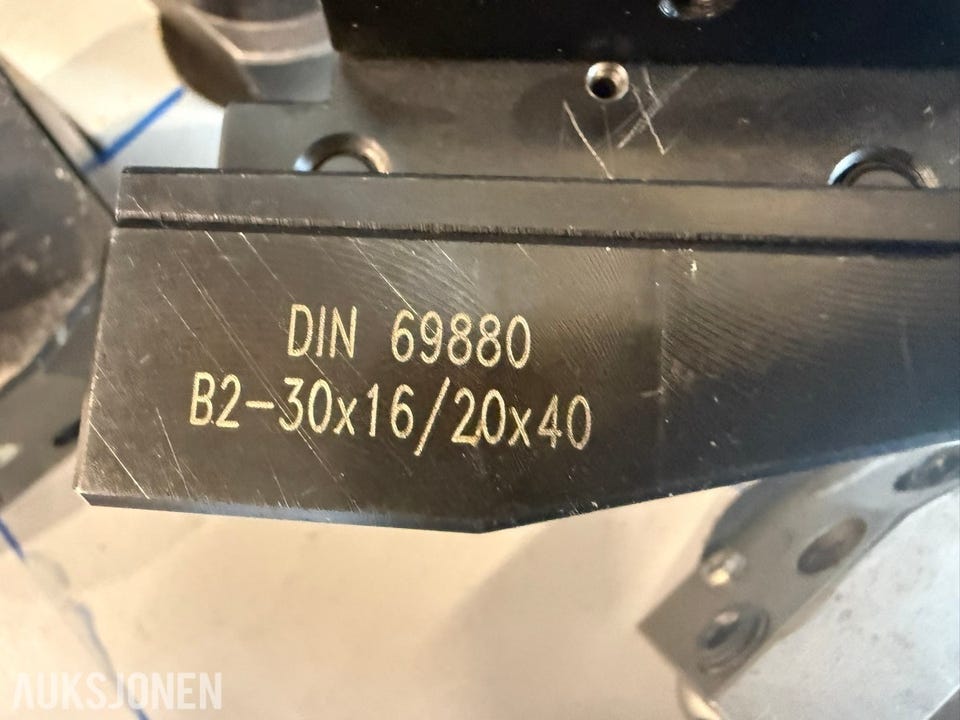 DIN 69880
B2-30x16/20x40
AUKSJONEN